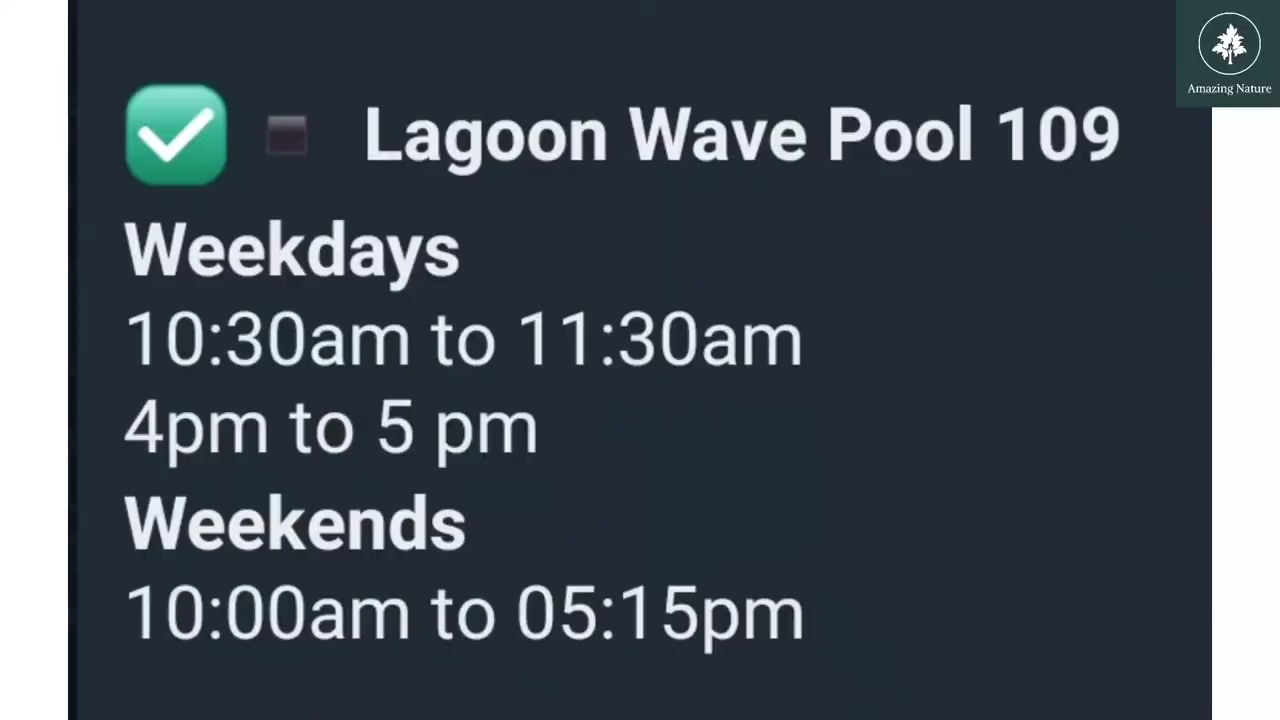 Amazing Nature
✅ ▪ Lagoon Wave Pool 109
Weekdays
10:30am to 11:30am
4pm to 5 pm
Weekends
10:00am to 05:15pm